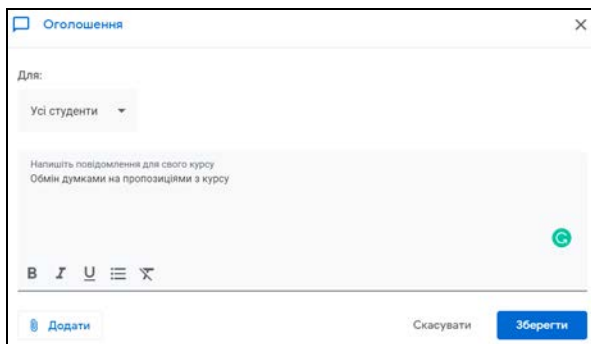 Оголошення
Для:
Усі студенти
Напишіть повідомлення для свого курсу
Обмін думками на пропозиціями з курсу
B I U
Додати
Скасувати
Зберегти